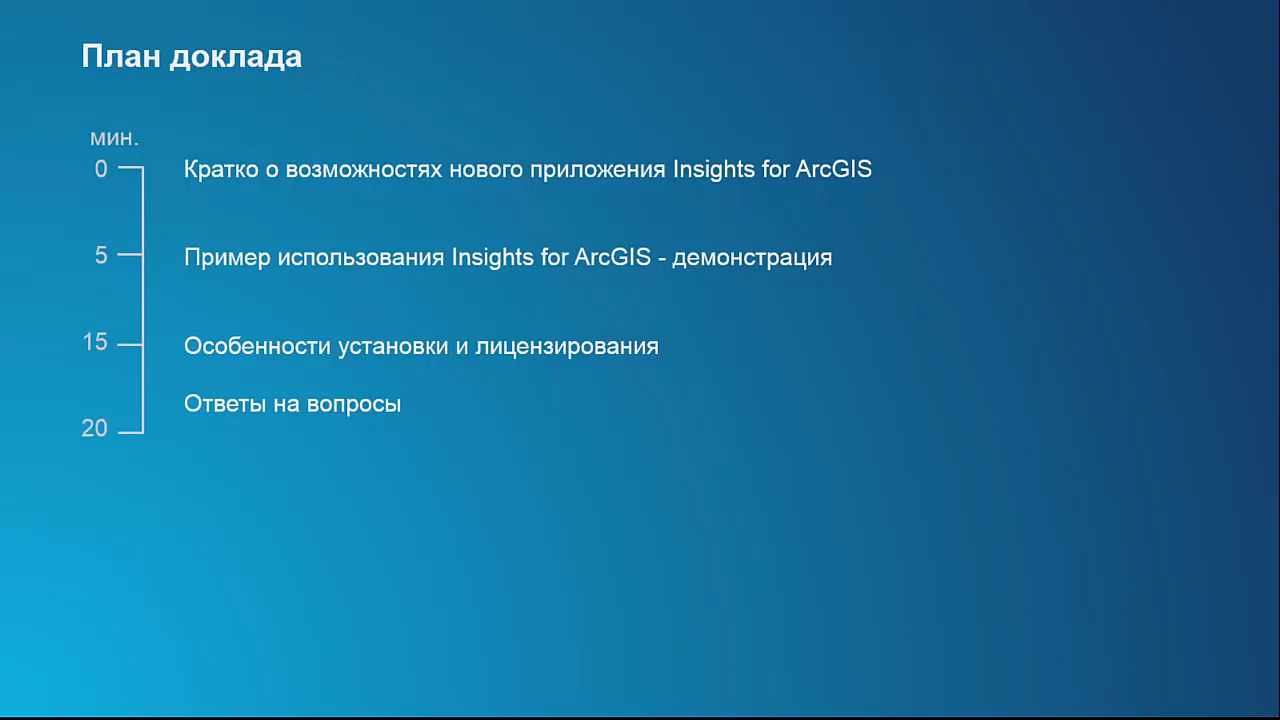 План доклада
мин.
0 Кратко о возможностях нового приложения Insights for ArcGIS
5 Пример использования Insights for ArcGIS - демонстрация
15 Особенности установки и лицензирования
Ответы на вопросы
20